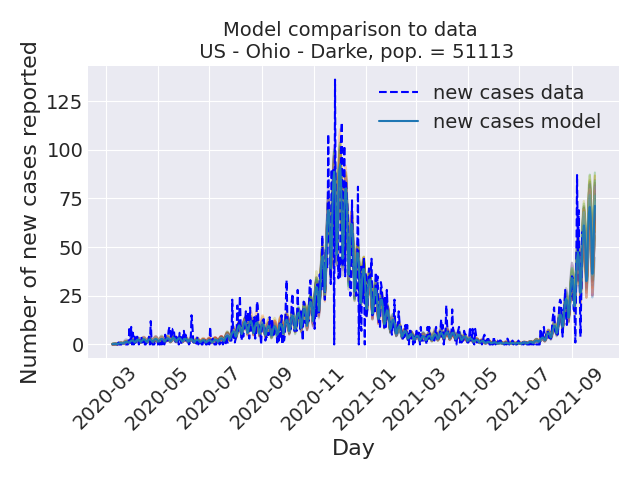 Model comparison to data
US - Ohio - Darke, pop. = 51113
Number of new cases reported
125
100
75
50
25
0
new cases data
new cases model
2020-03
2020-05
2020-07
2020-09
2020-11
2021-01
2021-03
2021-05
2021-07
2021-09
Day